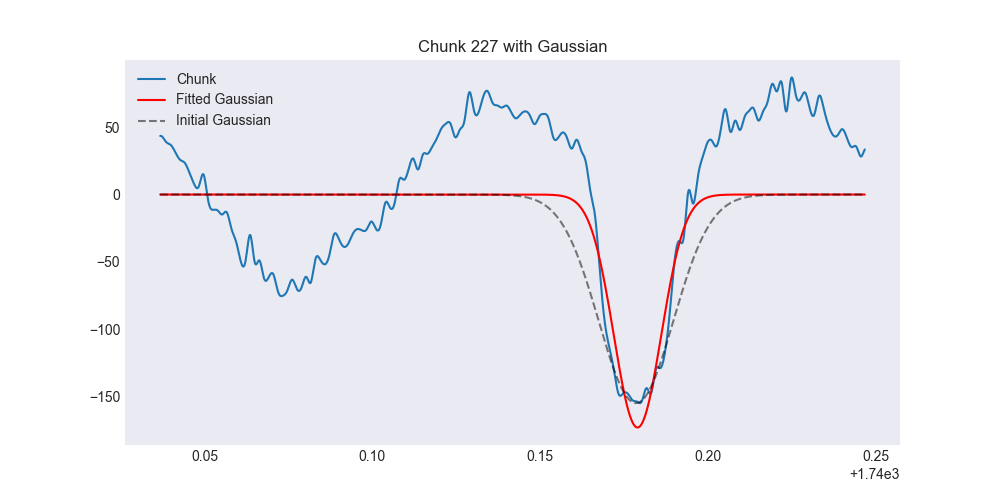 Chunk 227 with Gaussian
Chunk
Fitted Gaussian
Initial Gaussian
50
0
−50
−100
−150
0.05 0.10 0.15 0.20 0.25
+1.74e3